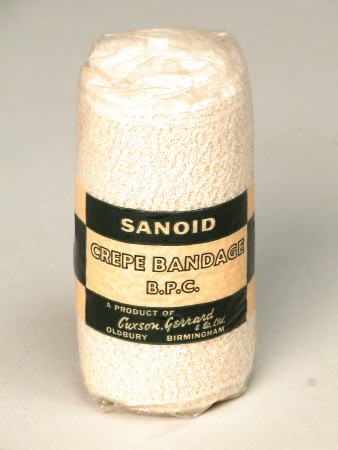 SANOID
CREPE BANDAGE
B.P.C.
A PRODUCT OF
Cuxson, Gerrard
& Co. Ltd.
OLDBURY BIRMINGHAM